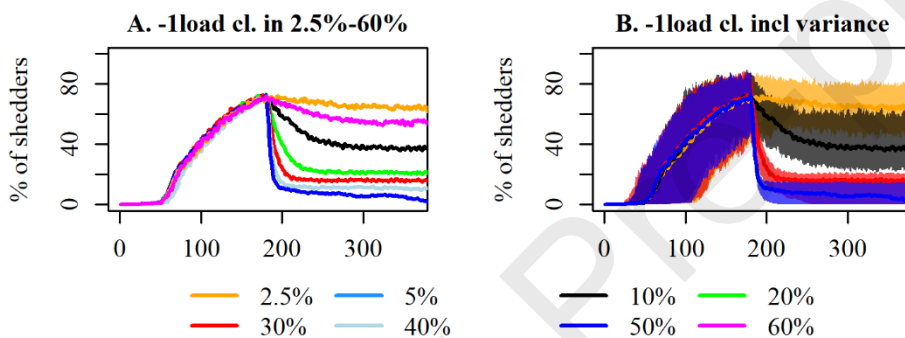 A. -1load cl. in 2.5%-60%
% of shedders
0 40 80
0 100 200 300
2.5% 5%
30% 40%
B. -1load cl. incl variance
% of shedders
0 40 80
0 100 200 300
10% 20%
50% 60%